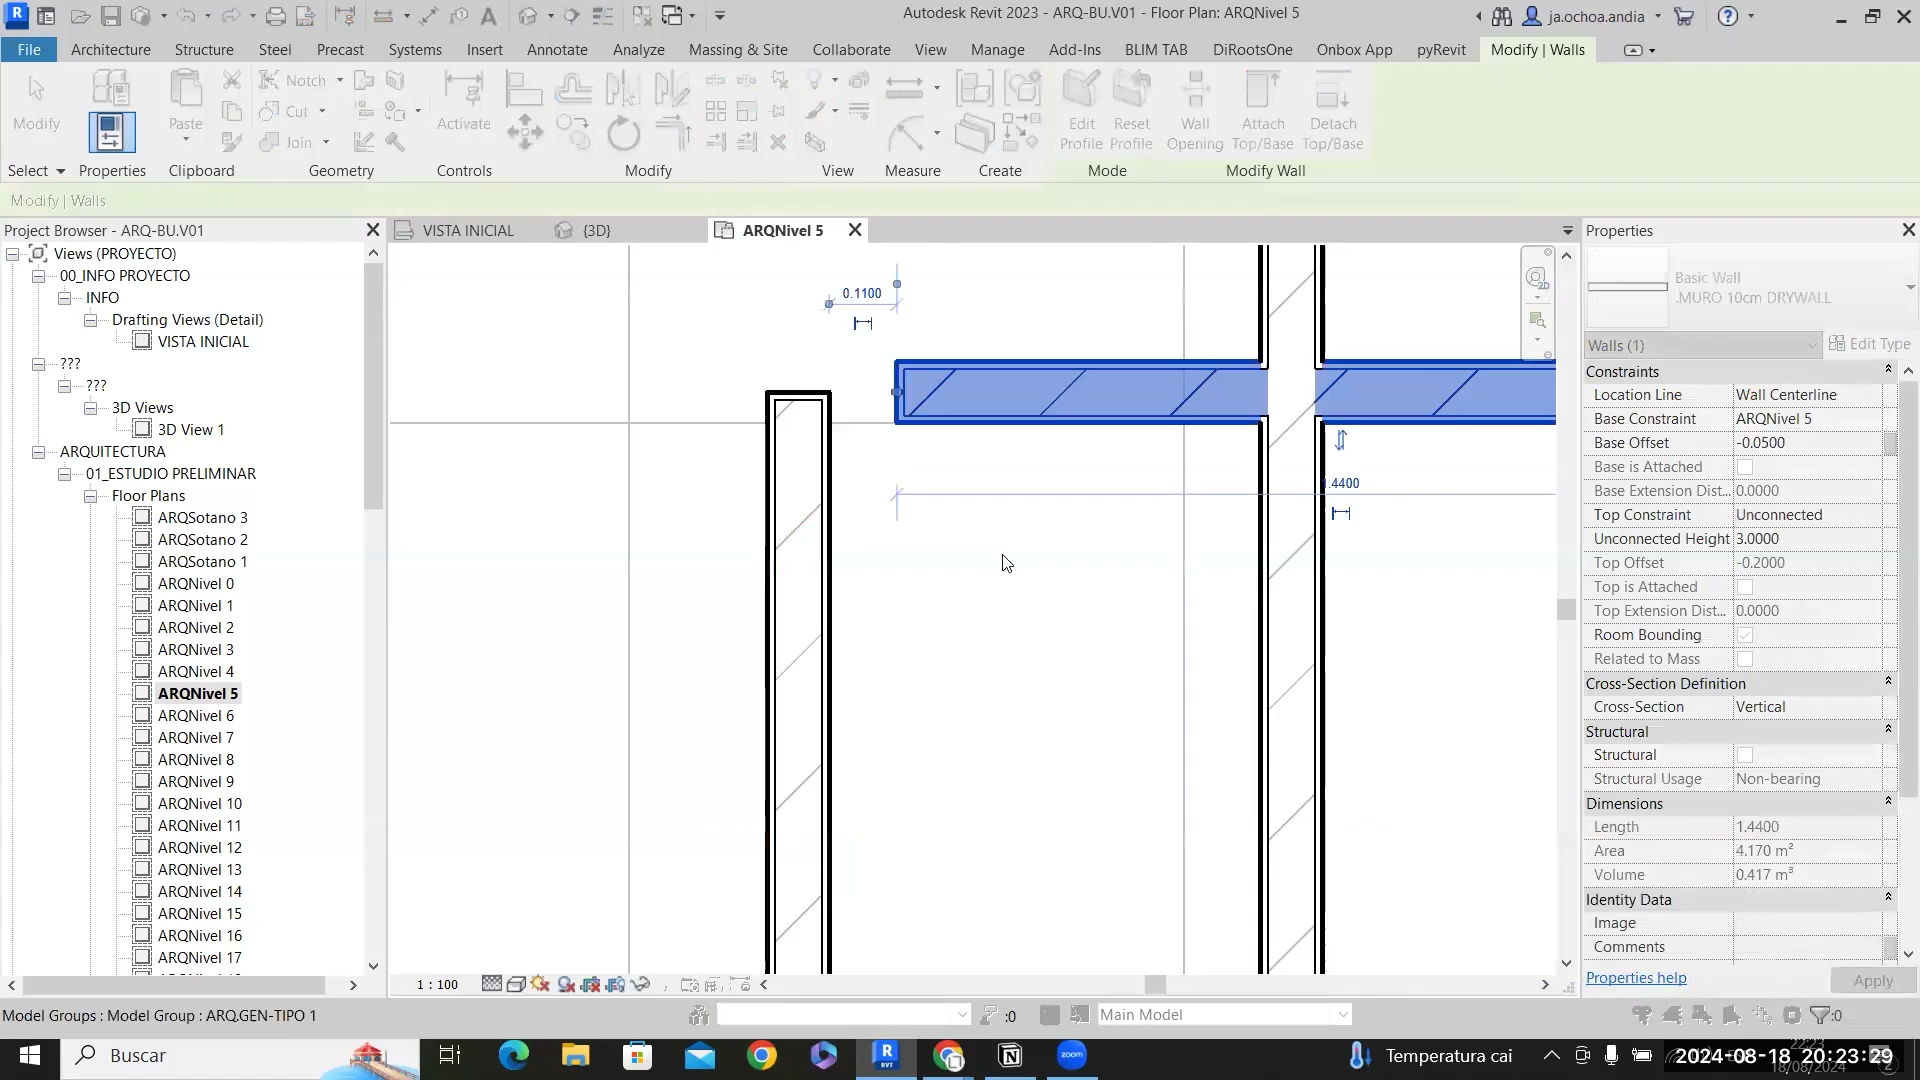 Autodesk Revit 2023 - ARQ-BU.V01 - Floor Plan: ARQNivel 5
ja.ochoa.andia
File Architecture Structure Steel Precast Systems Insert Annotate Analyze Massing & Site Collaborate View Manage Add-Ins BLIM TAB DiRootsOne Onbox App pyRevit Modify | Walls
Modify
Paste
Notch
Cut
Join
Activate
Edit Profile
Reset Profile
Wall Opening
Attach Top/Base
Detach Top/Base
Select Properties Clipboard Geometry Controls Modify View Measure Create Mode Modify Wall
Modify | Walls
Project Browser - ARQ-BU.V01
Views (PROYECTO)
00_INFO PROYECTO
INFO
Drafting Views (Detail)
VISTA INICIAL
???
???
3D Views
3D View 1
ARQUITECTURA
01_ESTUDIO PRELIMINAR
Floor Plans
ARQSotano 3
ARQSotano 2
ARQSotano 1
ARQNivel 0
ARQNivel 1
ARQNivel 2
ARQNivel 3
ARQNivel 4
ARQNivel 5
ARQNivel 6
ARQNivel 7
ARQNivel 8
ARQNivel 9
ARQNivel 10
ARQNivel 11
ARQNivel 12
ARQNivel 13
ARQNivel 14
ARQNivel 15
ARQNivel 16
ARQNivel 17
VISTA INICIAL {3D} ARQNivel 5
0.1100
.4400
2D
1 : 100
Properties
Basic Wall
.MURO 10cm DRYWALL
Walls (1) Edit Type
Constraints
Location Line Wall Centerline
Base Constraint ARQNivel 5
Base Offset -0.0500
Base is Attached
Base Extension Dist... 0.0000
Top Constraint Unconnected
Unconnected Height 3.0000
Top Offset -0.2000
Top is Attached
Top Extension Dist... 0.0000
Room Bounding
Related to Mass
Cross-Section Definition
Cross-Section Vertical
Structural
Structural
Structural Usage Non-bearing
Dimensions
Length 1.4400
Area 4.170 m²
Volume 0.417 m³
Identity Data
Image
Comments
Properties help Apply
Model Groups : Model Group : ARQ.GEN-TIPO 1
:0
Main Model
:0
Buscar
R
RVT
zoom
Temperatura cai
22:23
18/08/2024
2024-08-18 20:23:29